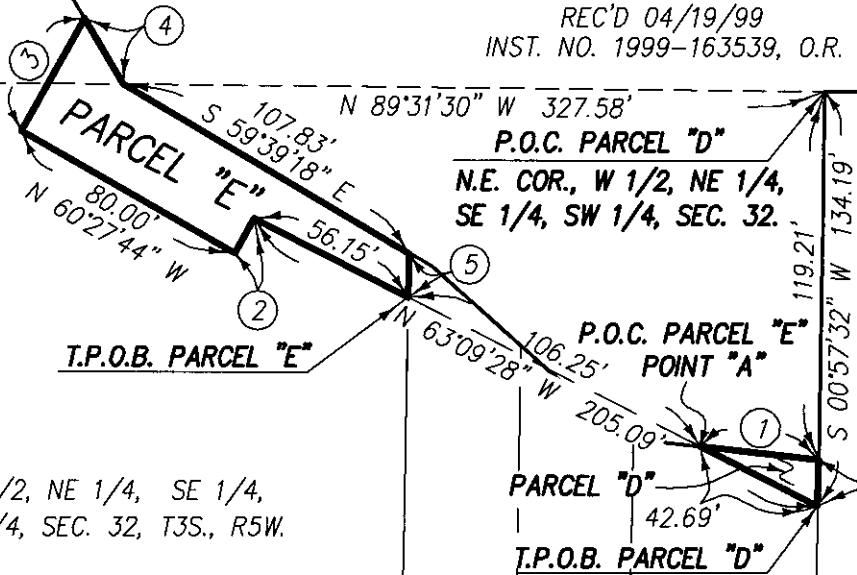 REC'D 04/19/99
INST. NO. 1999-163539, O.R.
3
4
N 89°31'30" W 327.58'
107.83'
S 59°39'18" E
PARCEL "E"
P.O.C. PARCEL "D"
N.E. COR., W 1/2, NE 1/4,
SE 1/4, SW 1/4, SEC. 32.
80.00'
N 60°27'44" W
56.15'
2
5
119.21'
S 00°57'32" W 134.19'
T.P.O.B. PARCEL "E"
N 63°09'28" W
106.25'
205.09'
P.O.C. PARCEL "E"
POINT "A"
1
/2, NE 1/4, SE 1/4,
/4, SEC. 32, T3S., R5W.
PARCEL "D"
42.69'
T.P.O.B. PARCEL "D"